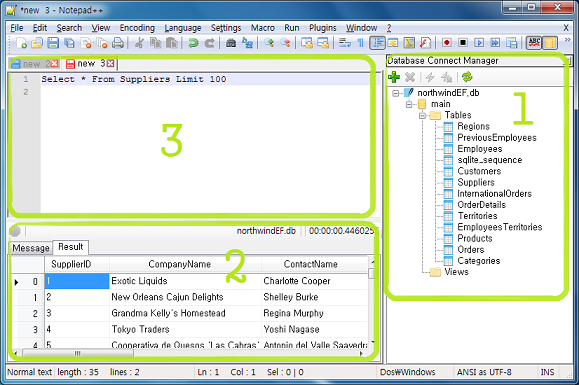 *new 3 - Notepad++
File Edit Search View Encoding Language Settings Macro Run Plugins Window ?
new 2 new 3
1 Select * From Suppliers Limit 100
2
3
northwindEF.db 00:00:00.446025
Message Result
SupplierID CompanyName ContactName
0 1 Exotic Liquids Charlotte Cooper
1 2 New Orleans Cajun Delights Shelley Burke
2 3 Grandma Kelly's Homestead Regina Murphy
3 4 Tokyo Traders Yoshi Nagase
4 5 Cooperativa de Quesos 'Las Cabras' Antonio del Valle Saavedra
2
Database Connect Manager
northwindEF.db
main
Tables
Regions
PreviousEmployees
Employees
sqlite_sequence
Customers
Suppliers
InternationalOrders
OrderDetails
Territories
EmployeesTerritories
Products
Orders
Categories
Views
1
Normal text length : 35 lines : 2 Ln : 1 Col : 1 Sel : 0 | 0 Dos\Windows ANSI as UTF-8 INS